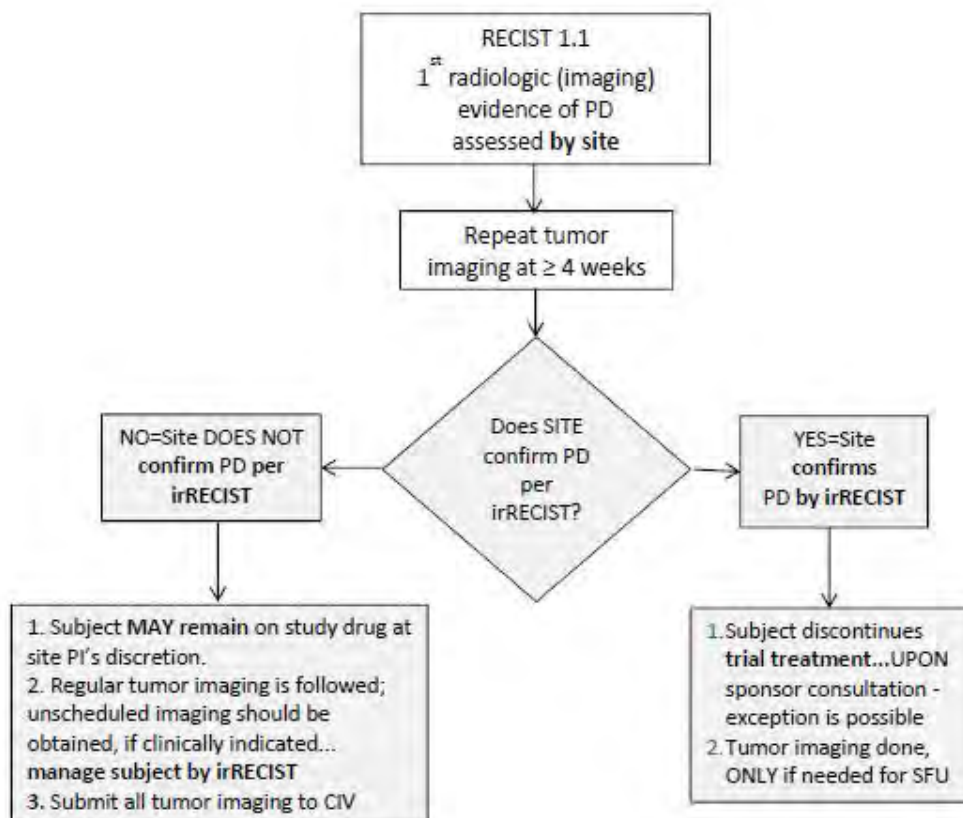 RECIST 1.1
1st radiologic (imaging)
evidence of PD
assessed by site
Repeat tumor
imaging at ≥ 4 weeks
Does SITE
confirm PD
per
irRECIST?
NO=Site DOES NOT
confirm PD per
irRECIST
YES=Site
confirms
PD by irRECIST
1. Subject MAY remain on study drug at
site PI's discretion.
2. Regular tumor imaging is followed;
unscheduled imaging should be
obtained, if clinically indicated...
manage subject by irRECIST
3. Submit all tumor imaging to CIV
1. Subject discontinues
trial treatment...UPON
sponsor consultation -
exception is possible
2. Tumor imaging done,
ONLY if needed for SFU